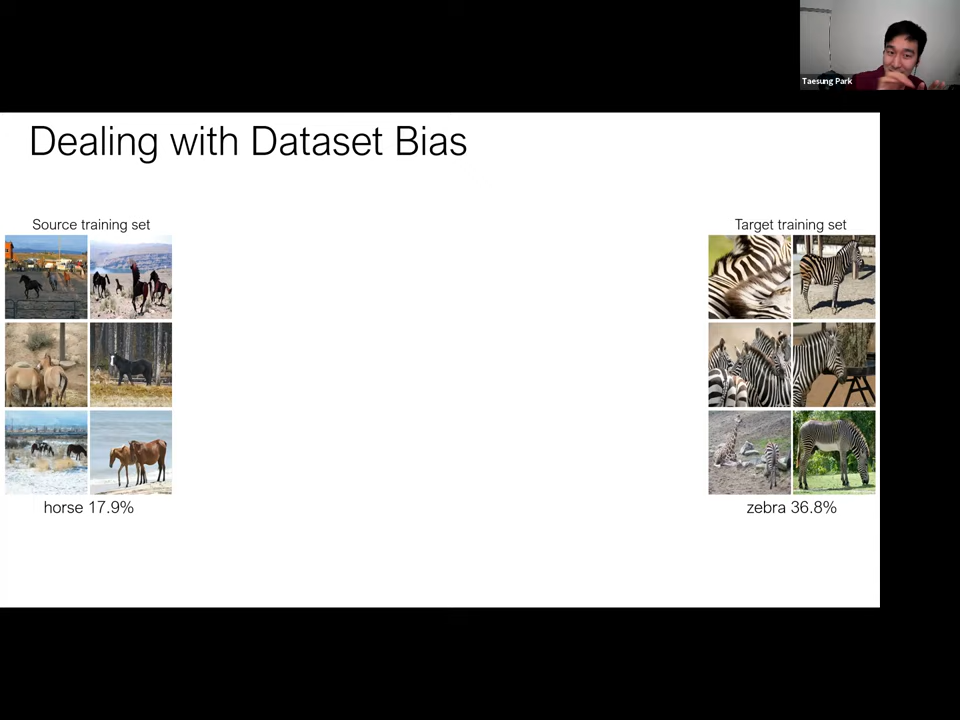 Taesung Park
Dealing with Dataset Bias
Source training set
Target training set
horse 17.9%
zebra 36.8%